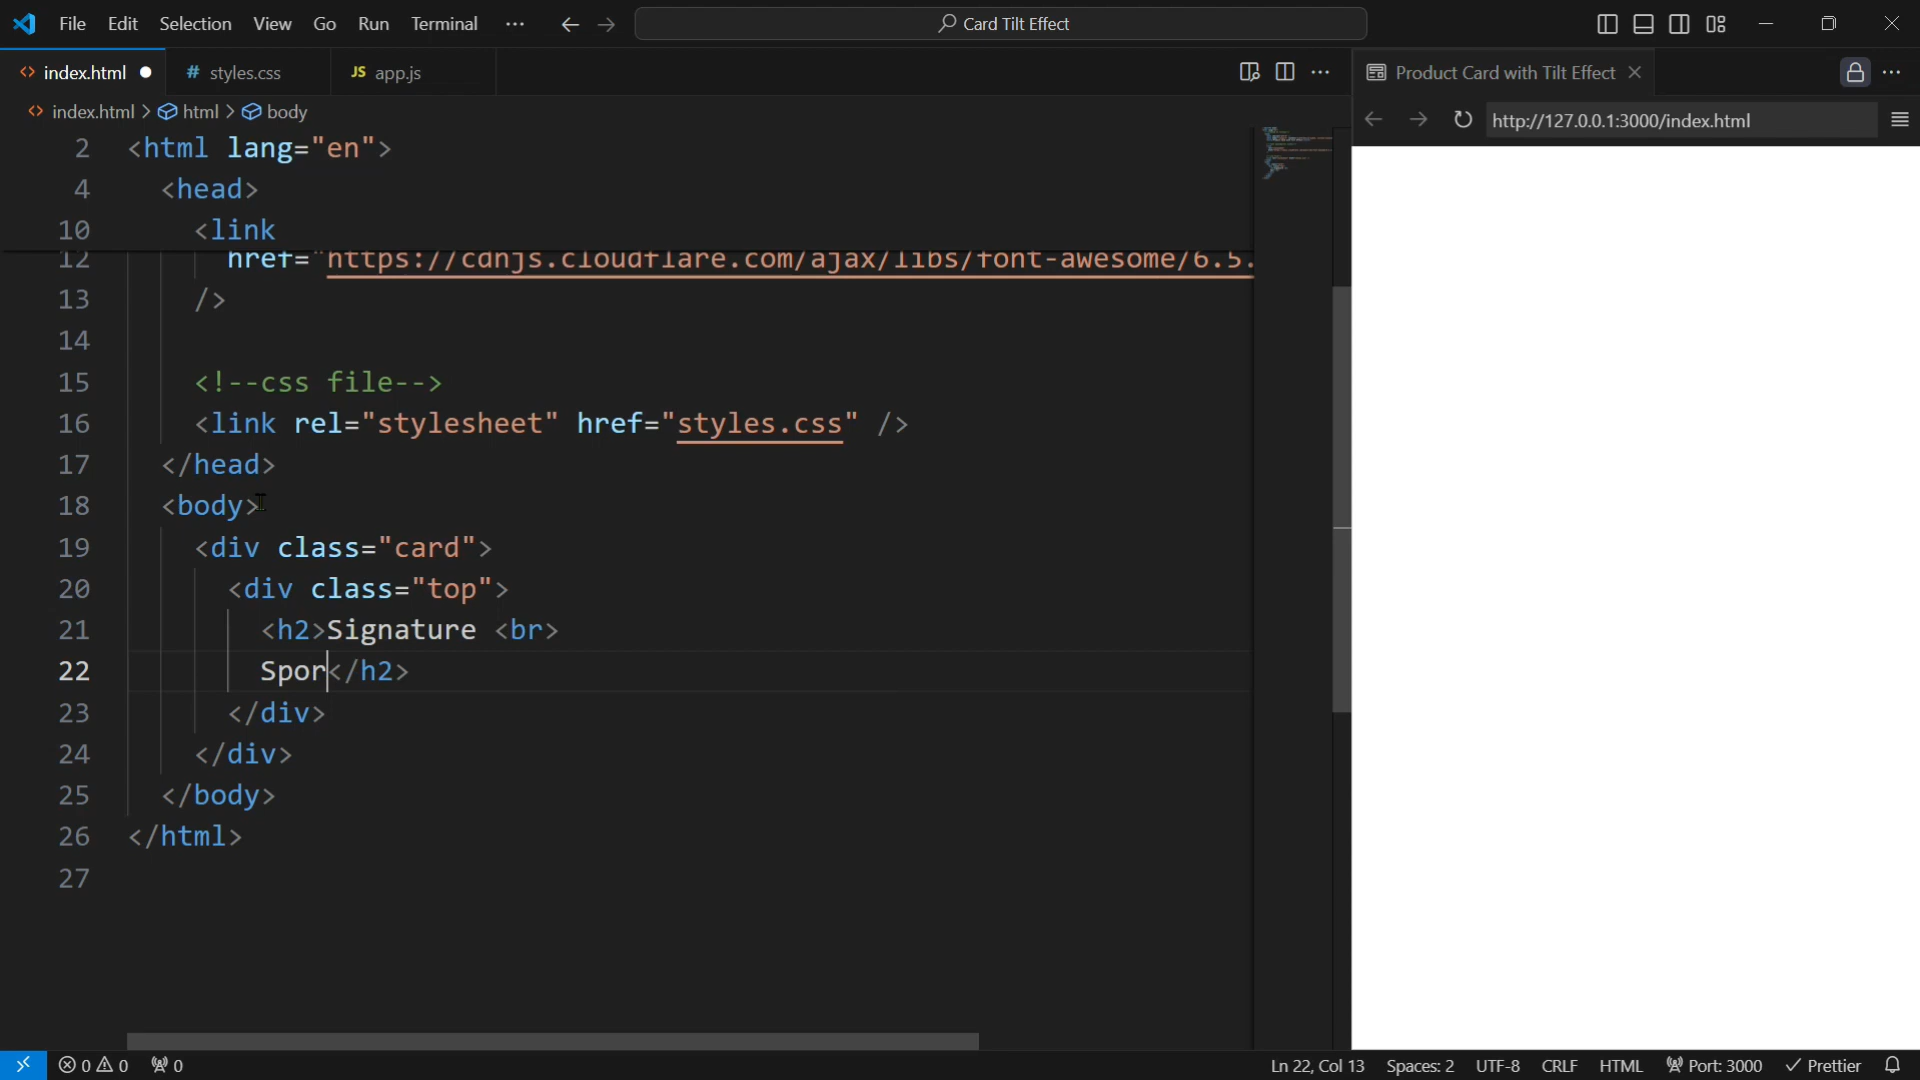 File Edit Selection View Go Run Terminal ··· Card Tilt Effect
index.html # styles.css JS app.js Product Card with Tilt Effect
index.html > html > body
http://127.0.0.1:3000/index.html
2 <html lang="en">
4 <head>
10 <link
12 href="https://cdnjs.cloudflare.com/ajax/libs/font-awesome/6.5.
13 />
14
15 <!--css file-->
16 <link rel="stylesheet" href="styles.css" />
17 </head>
18 <body>
19 <div class="card">
20 <div class="top">
21 <h2>Signature <br>
22 Spor</h2>
23 </div>
24 </div>
25 </body>
26 </html>
27
0 0 0 Ln 22, Col 13 Spaces: 2 UTF-8 CRLF HTML Port: 3000 Prettier